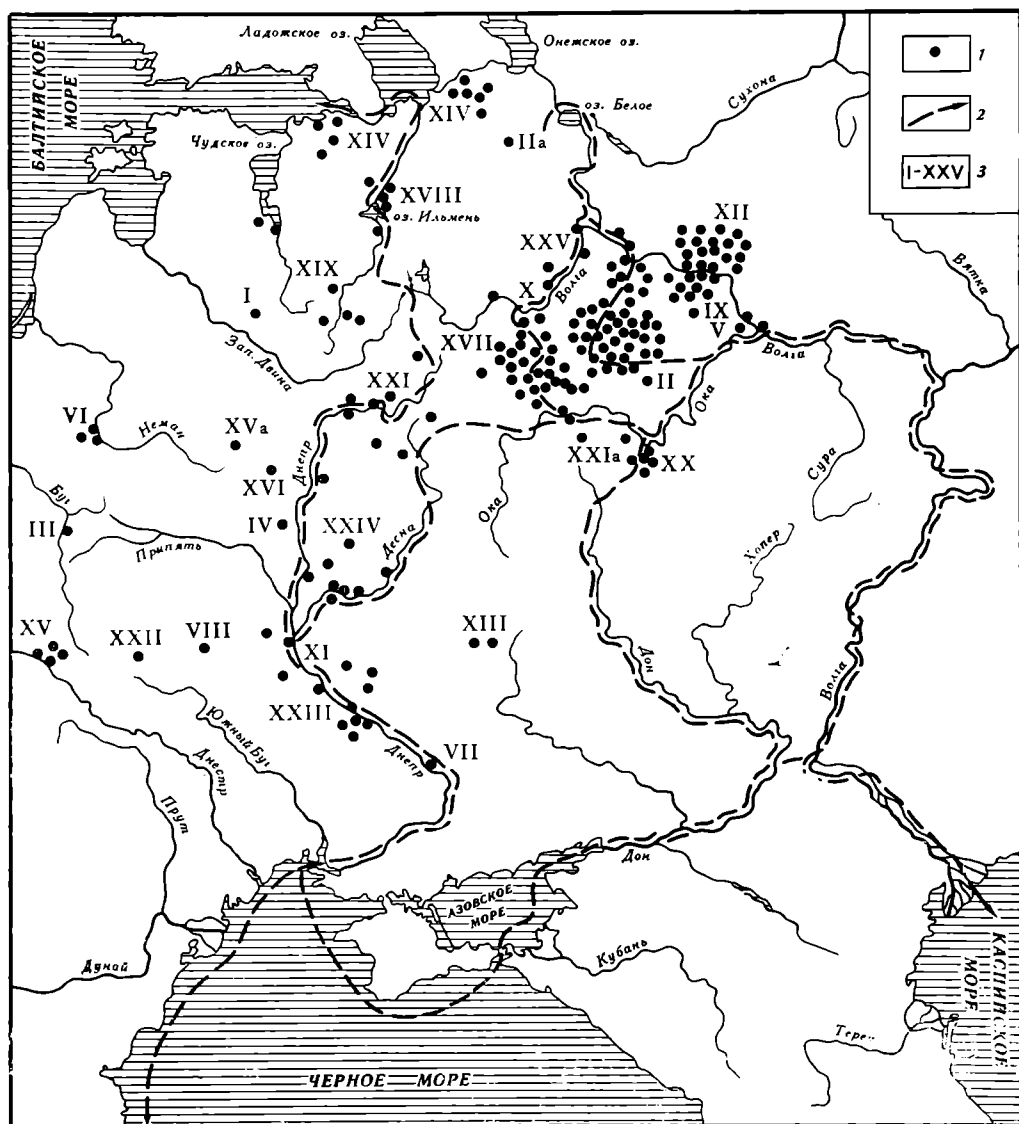 Ладожское оз.
Онежское оз.
1
2
I-XXV 3
БАЛТИЙСКОЕ
МОРЕ
Чудское оз.
XIV
XIV
IIа
оз. Белое
Сухона
XVIII
оз. Ильмень
XII
XXV
Вятка
XIX
I
X
Волга
IX
V
Волга
Зап. Двина
XVII
II
Ока
XXI
VI
Неман
XVа
XVI
Днепр
XXIа
XX
Сура
Ока
Буг
III
IV
XXIV
Десна
Припять
Хопер
XV
XXII
VIII
XI
XIII
Дон
Волга
XXIII
Южный Буг
Днепр
VII
Днестр
Прут
Дон
АЗОВСКОЕ
МОРЕ
Кубань
КАСПИЙСКОЕ
МОРЕ
Дунай
ЧЕРНОЕ МОРЕ